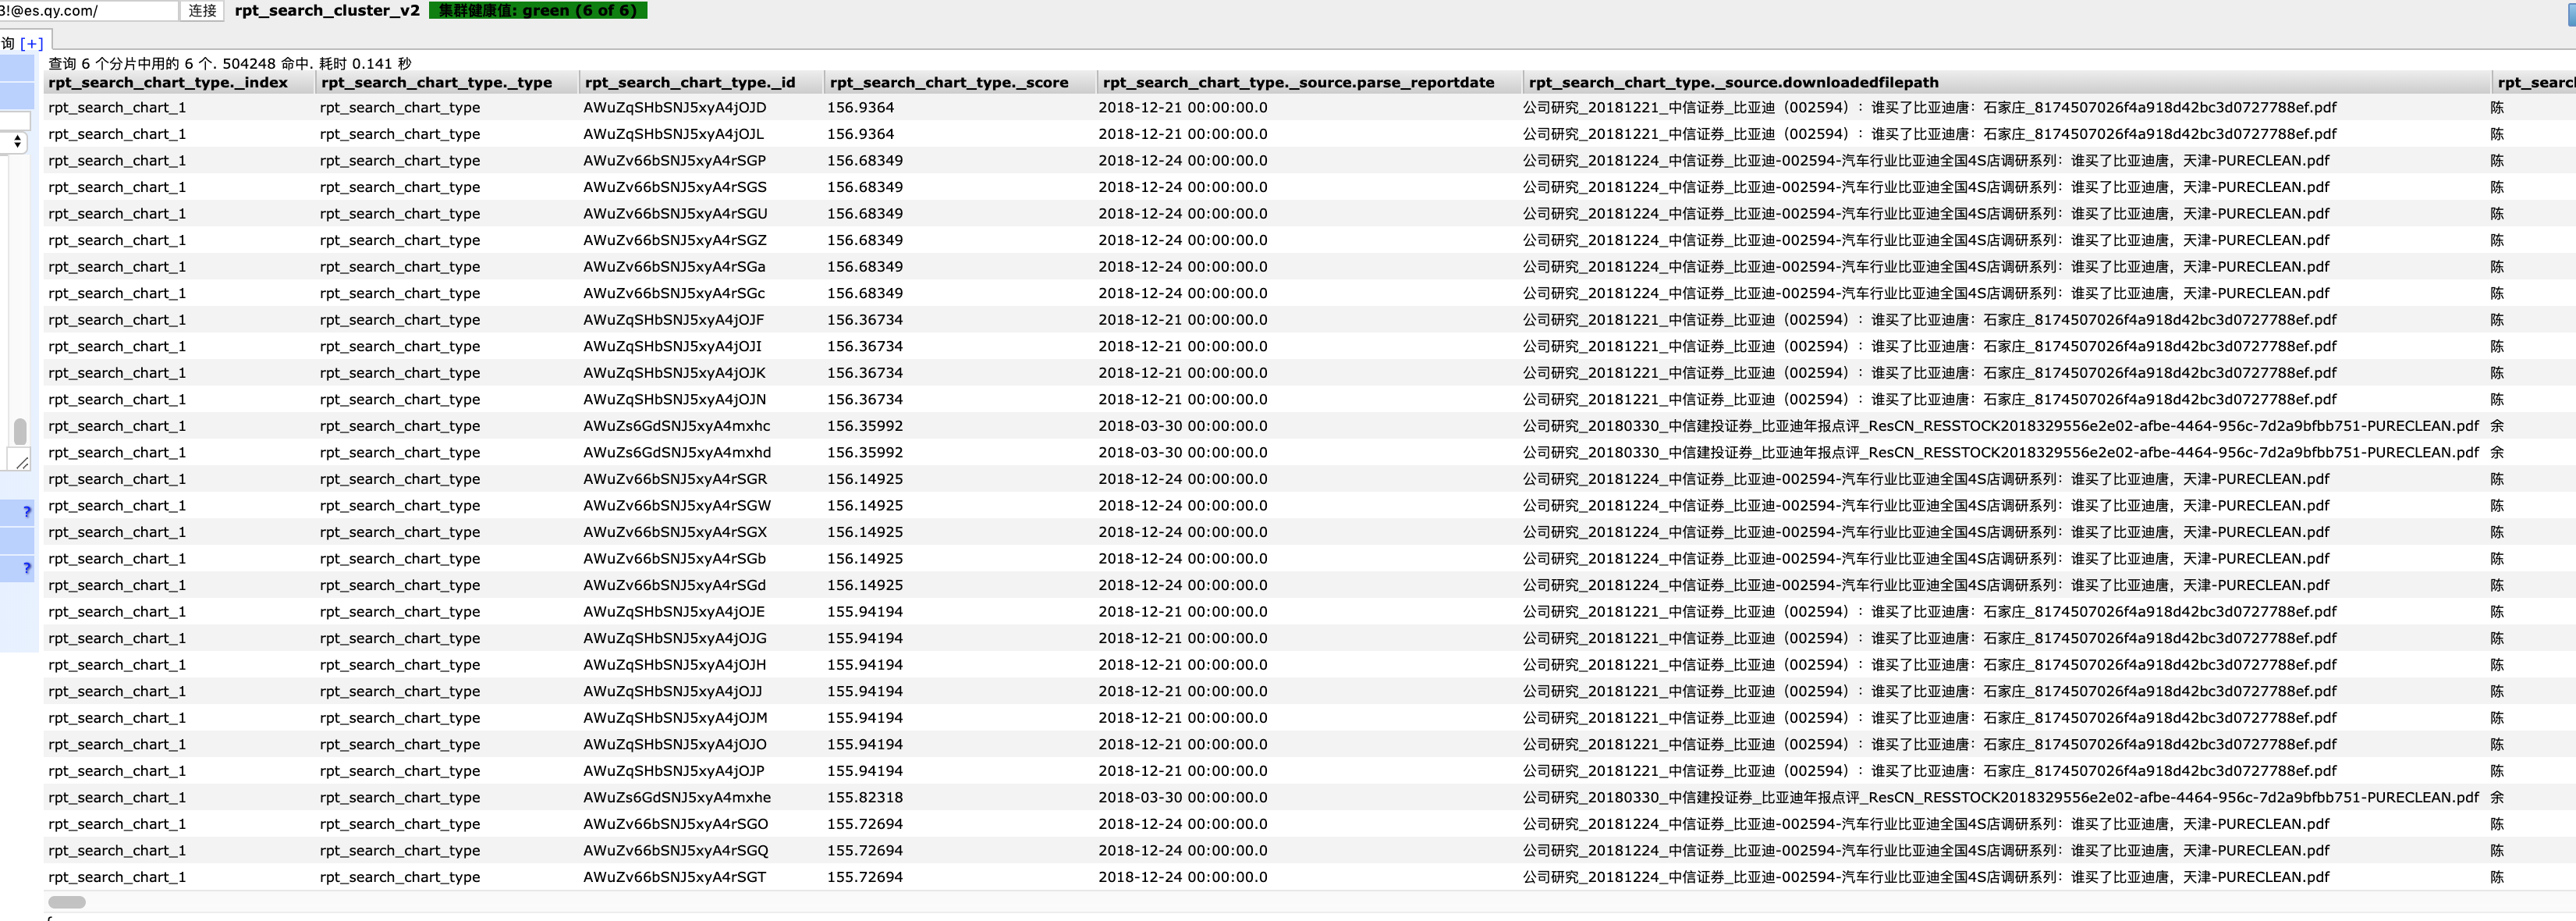 3!@es.qy.com/ 连接 rpt_search_cluster_v2 集群健康值: green (6 of 6)
询 [+]
查询 6 个分片中用的 6 个. 504248 命中. 耗时 0.141 秒
rpt_search_chart_type._index rpt_search_chart_type._type rpt_search_chart_type._id rpt_search_chart_type._score rpt_search_chart_type._source.parse_reportdate rpt_search_chart_type._source.downloadedfilepath rpt_searc
rpt_search_chart_1 rpt_search_chart_type AWuZqSHbSNJ5xyA4jOJD 156.9364 2018-12-21 00:00:00.0 公司研究_20181221_中信证券_比亚迪（002594）：谁买了比亚迪唐：石家庄_8174507026f4a918d42bc3d0727788ef.pdf 陈
rpt_search_chart_1 rpt_search_chart_type AWuZqSHbSNJ5xyA4jOJL 156.9364 2018-12-21 00:00:00.0 公司研究_20181221_中信证券_比亚迪（002594）：谁买了比亚迪唐：石家庄_8174507026f4a918d42bc3d0727788ef.pdf 陈
rpt_search_chart_1 rpt_search_chart_type AWuZv66bSNJ5xyA4rSGP 156.68349 2018-12-24 00:00:00.0 公司研究_20181224_中信证券_比亚迪-002594-汽车行业比亚迪全国4S店调研系列：谁买了比亚迪唐，天津-PURECLEAN.pdf 陈
rpt_search_chart_1 rpt_search_chart_type AWuZv66bSNJ5xyA4rSGS 156.68349 2018-12-24 00:00:00.0 公司研究_20181224_中信证券_比亚迪-002594-汽车行业比亚迪全国4S店调研系列：谁买了比亚迪唐，天津-PURECLEAN.pdf 陈
rpt_search_chart_1 rpt_search_chart_type AWuZv66bSNJ5xyA4rSGU 156.68349 2018-12-24 00:00:00.0 公司研究_20181224_中信证券_比亚迪-002594-汽车行业比亚迪全国4S店调研系列：谁买了比亚迪唐，天津-PURECLEAN.pdf 陈
rpt_search_chart_1 rpt_search_chart_type AWuZv66bSNJ5xyA4rSGZ 156.68349 2018-12-24 00:00:00.0 公司研究_20181224_中信证券_比亚迪-002594-汽车行业比亚迪全国4S店调研系列：谁买了比亚迪唐，天津-PURECLEAN.pdf 陈
rpt_search_chart_1 rpt_search_chart_type AWuZv66bSNJ5xyA4rSGa 156.68349 2018-12-24 00:00:00.0 公司研究_20181224_中信证券_比亚迪-002594-汽车行业比亚迪全国4S店调研系列：谁买了比亚迪唐，天津-PURECLEAN.pdf 陈
rpt_search_chart_1 rpt_search_chart_type AWuZv66bSNJ5xyA4rSGc 156.68349 2018-12-24 00:00:00.0 公司研究_20181224_中信证券_比亚迪-002594-汽车行业比亚迪全国4S店调研系列：谁买了比亚迪唐，天津-PURECLEAN.pdf 陈
rpt_search_chart_1 rpt_search_chart_type AWuZqSHbSNJ5xyA4jOJF 156.36734 2018-12-21 00:00:00.0 公司研究_20181221_中信证券_比亚迪（002594）：谁买了比亚迪唐：石家庄_8174507026f4a918d42bc3d0727788ef.pdf 陈
rpt_search_chart_1 rpt_search_chart_type AWuZqSHbSNJ5xyA4jOJI 156.36734 2018-12-21 00:00:00.0 公司研究_20181221_中信证券_比亚迪（002594）：谁买了比亚迪唐：石家庄_8174507026f4a918d42bc3d0727788ef.pdf 陈
rpt_search_chart_1 rpt_search_chart_type AWuZqSHbSNJ5xyA4jOJK 156.36734 2018-12-21 00:00:00.0 公司研究_20181221_中信证券_比亚迪（002594）：谁买了比亚迪唐：石家庄_8174507026f4a918d42bc3d0727788ef.pdf 陈
rpt_search_chart_1 rpt_search_chart_type AWuZqSHbSNJ5xyA4jOJN 156.36734 2018-12-21 00:00:00.0 公司研究_20181221_中信证券_比亚迪（002594）：谁买了比亚迪唐：石家庄_8174507026f4a918d42bc3d0727788ef.pdf 陈
rpt_search_chart_1 rpt_search_chart_type AWuZs6GdSNJ5xyA4mxhc 156.35992 2018-03-30 00:00:00.0 公司研究_20180330_中信建投证券_比亚迪年报点评_ResCN_RESSTOCK2018329556e2e02-afbe-4464-956c-7d2a9bfbb751-PURECLEAN.pdf 余
rpt_search_chart_1 rpt_search_chart_type AWuZs6GdSNJ5xyA4mxhd 156.35992 2018-03-30 00:00:00.0 公司研究_20180330_中信建投证券_比亚迪年报点评_ResCN_RESSTOCK2018329556e2e02-afbe-4464-956c-7d2a9bfbb751-PURECLEAN.pdf 余
rpt_search_chart_1 rpt_search_chart_type AWuZv66bSNJ5xyA4rSGR 156.14925 2018-12-24 00:00:00.0 公司研究_20181224_中信证券_比亚迪-002594-汽车行业比亚迪全国4S店调研系列：谁买了比亚迪唐，天津-PURECLEAN.pdf 陈
? rpt_search_chart_1 rpt_search_chart_type AWuZv66bSNJ5xyA4rSGW 156.14925 2018-12-24 00:00:00.0 公司研究_20181224_中信证券_比亚迪-002594-汽车行业比亚迪全国4S店调研系列：谁买了比亚迪唐，天津-PURECLEAN.pdf 陈
rpt_search_chart_1 rpt_search_chart_type AWuZv66bSNJ5xyA4rSGX 156.14925 2018-12-24 00:00:00.0 公司研究_20181224_中信证券_比亚迪-002594-汽车行业比亚迪全国4S店调研系列：谁买了比亚迪唐，天津-PURECLEAN.pdf 陈
? rpt_search_chart_1 rpt_search_chart_type AWuZv66bSNJ5xyA4rSGb 156.14925 2018-12-24 00:00:00.0 公司研究_20181224_中信证券_比亚迪-002594-汽车行业比亚迪全国4S店调研系列：谁买了比亚迪唐，天津-PURECLEAN.pdf 陈
rpt_search_chart_1 rpt_search_chart_type AWuZv66bSNJ5xyA4rSGd 156.14925 2018-12-24 00:00:00.0 公司研究_20181224_中信证券_比亚迪-002594-汽车行业比亚迪全国4S店调研系列：谁买了比亚迪唐，天津-PURECLEAN.pdf 陈
rpt_search_chart_1 rpt_search_chart_type AWuZqSHbSNJ5xyA4jOJE 155.94194 2018-12-21 00:00:00.0 公司研究_20181221_中信证券_比亚迪（002594）：谁买了比亚迪唐：石家庄_8174507026f4a918d42bc3d0727788ef.pdf 陈
rpt_search_chart_1 rpt_search_chart_type AWuZqSHbSNJ5xyA4jOJG 155.94194 2018-12-21 00:00:00.0 公司研究_20181221_中信证券_比亚迪（002594）：谁买了比亚迪唐：石家庄_8174507026f4a918d42bc3d0727788ef.pdf 陈
rpt_search_chart_1 rpt_search_chart_type AWuZqSHbSNJ5xyA4jOJH 155.94194 2018-12-21 00:00:00.0 公司研究_20181221_中信证券_比亚迪（002594）：谁买了比亚迪唐：石家庄_8174507026f4a918d42bc3d0727788ef.pdf 陈
rpt_search_chart_1 rpt_search_chart_type AWuZqSHbSNJ5xyA4jOJJ 155.94194 2018-12-21 00:00:00.0 公司研究_20181221_中信证券_比亚迪（002594）：谁买了比亚迪唐：石家庄_8174507026f4a918d42bc3d0727788ef.pdf 陈
rpt_search_chart_1 rpt_search_chart_type AWuZqSHbSNJ5xyA4jOJM 155.94194 2018-12-21 00:00:00.0 公司研究_20181221_中信证券_比亚迪（002594）：谁买了比亚迪唐：石家庄_8174507026f4a918d42bc3d0727788ef.pdf 陈
rpt_search_chart_1 rpt_search_chart_type AWuZqSHbSNJ5xyA4jOJO 155.94194 2018-12-21 00:00:00.0 公司研究_20181221_中信证券_比亚迪（002594）：谁买了比亚迪唐：石家庄_8174507026f4a918d42bc3d0727788ef.pdf 陈
rpt_search_chart_1 rpt_search_chart_type AWuZqSHbSNJ5xyA4jOJP 155.94194 2018-12-21 00:00:00.0 公司研究_20181221_中信证券_比亚迪（002594）：谁买了比亚迪唐：石家庄_8174507026f4a918d42bc3d0727788ef.pdf 陈
rpt_search_chart_1 rpt_search_chart_type AWuZs6GdSNJ5xyA4mxhe 155.82318 2018-03-30 00:00:00.0 公司研究_20180330_中信建投证券_比亚迪年报点评_ResCN_RESSTOCK2018329556e2e02-afbe-4464-956c-7d2a9bfbb751-PURECLEAN.pdf 余
rpt_search_chart_1 rpt_search_chart_type AWuZv66bSNJ5xyA4rSGO 155.72694 2018-12-24 00:00:00.0 公司研究_20181224_中信证券_比亚迪-002594-汽车行业比亚迪全国4S店调研系列：谁买了比亚迪唐，天津-PURECLEAN.pdf 陈
rpt_search_chart_1 rpt_search_chart_type AWuZv66bSNJ5xyA4rSGQ 155.72694 2018-12-24 00:00:00.0 公司研究_20181224_中信证券_比亚迪-002594-汽车行业比亚迪全国4S店调研系列：谁买了比亚迪唐，天津-PURECLEAN.pdf 陈
rpt_search_chart_1 rpt_search_chart_type AWuZv66bSNJ5xyA4rSGT 155.72694 2018-12-24 00:00:00.0 公司研究_20181224_中信证券_比亚迪-002594-汽车行业比亚迪全国4S店调研系列：谁买了比亚迪唐，天津-PURECLEAN.pdf 陈